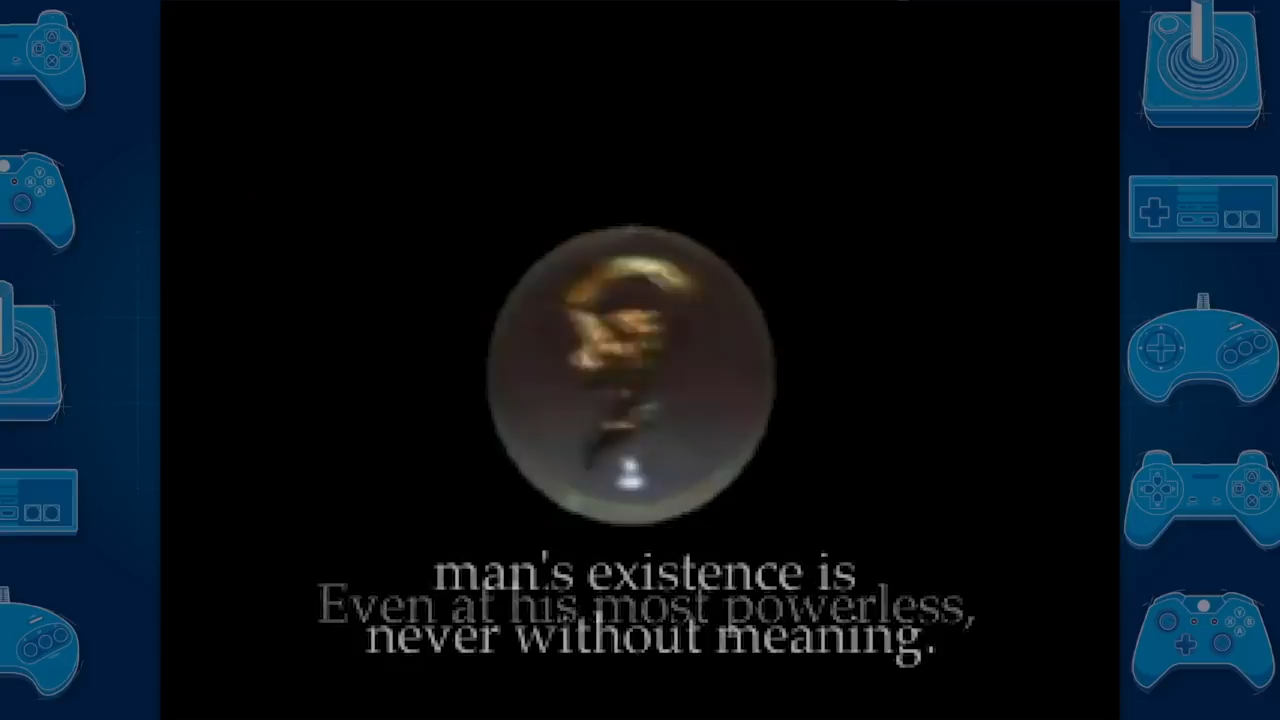 Even at his most powerless,
man's existence is
never without meaning.